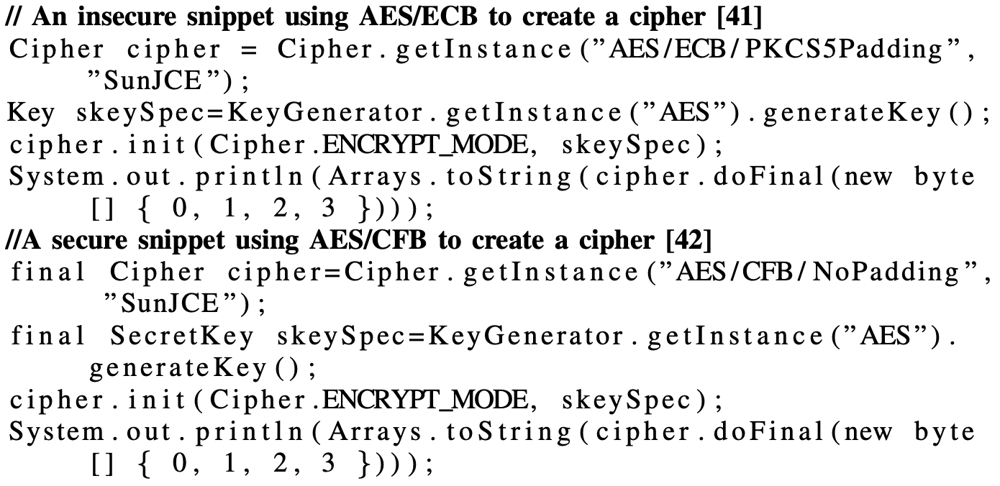 // An insecure snippet using AES/ECB to create a cipher [41]
Cipher cipher = Cipher.getInstance(”AES/ECB/PKCS5Padding”,
”SunJCE”);
Key skeySpec=KeyGenerator.getInstance(”AES”).generateKey();
cipher.init(Cipher.ENCRYPT_MODE, skeySpec);
System.out.println(Arrays.toString(cipher.doFinal(new byte
[] { 0, 1, 2, 3 })));
//A secure snippet using AES/CFB to create a cipher [42]
final Cipher cipher=Cipher.getInstance(”AES/CFB/NoPadding”,
”SunJCE”);
final SecretKey skeySpec=KeyGenerator.getInstance(”AES”).
generateKey();
cipher.init(Cipher.ENCRYPT_MODE, skeySpec);
System.out.println(Arrays.toString(cipher.doFinal(new byte
[] { 0, 1, 2, 3 })));